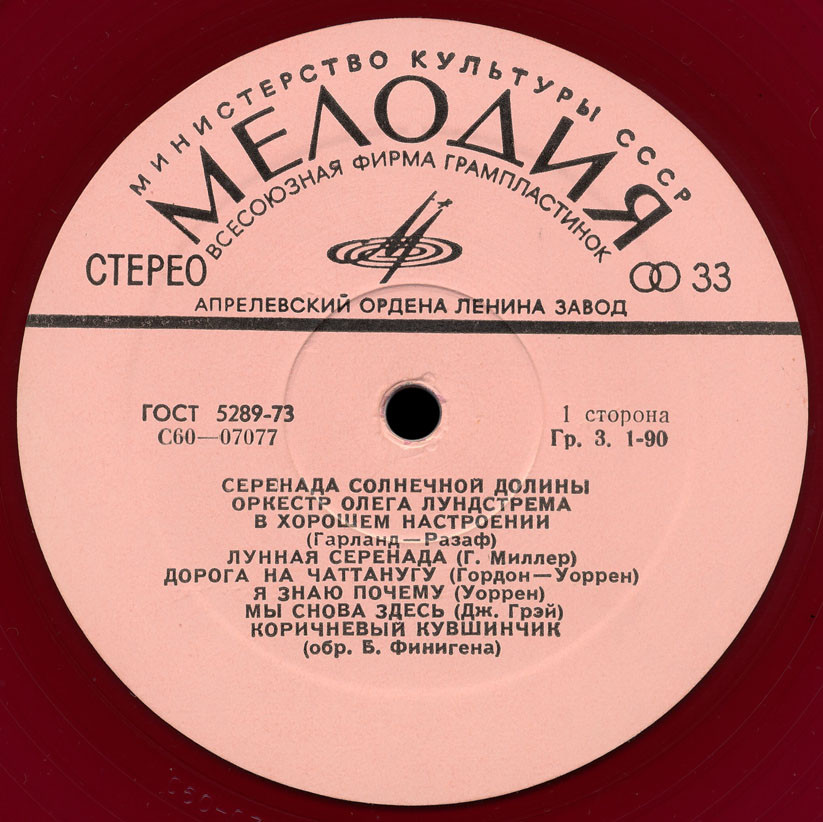 МИНИСТЕРСТВО КУЛЬТУРЫ СССР
МЕЛОДИЯ
ВСЕСОЮЗНАЯ ФИРМА ГРАМПЛАСТИНОК
СТЕРЕО
33
АПРЕЛЕВСКИЙ ОРДЕНА ЛЕНИНА ЗАВОД
ГОСТ 5289-73
1 сторона
С60—07077
Гр. 3. 1-90
СЕРЕНАДА СОЛНЕЧНОЙ ДОЛИНЫ
ОРКЕСТР ОЛЕГА ЛУНДСТРЕМА
В ХОРОШЕМ НАСТРОЕНИИ
(Гарланд—Разаф)
ЛУННАЯ СЕРЕНАДА (Г. Миллер)
ДОРОГА НА ЧАТТАНУГУ (Гордон—Уоррен)
Я ЗНАЮ ПОЧЕМУ (Уоррен)
МЫ СНОВА ЗДЕСЬ (Дж. Грэй)
КОРИЧНЕВЫЙ КУВШИНЧИК
(обр. Б. Финигена)